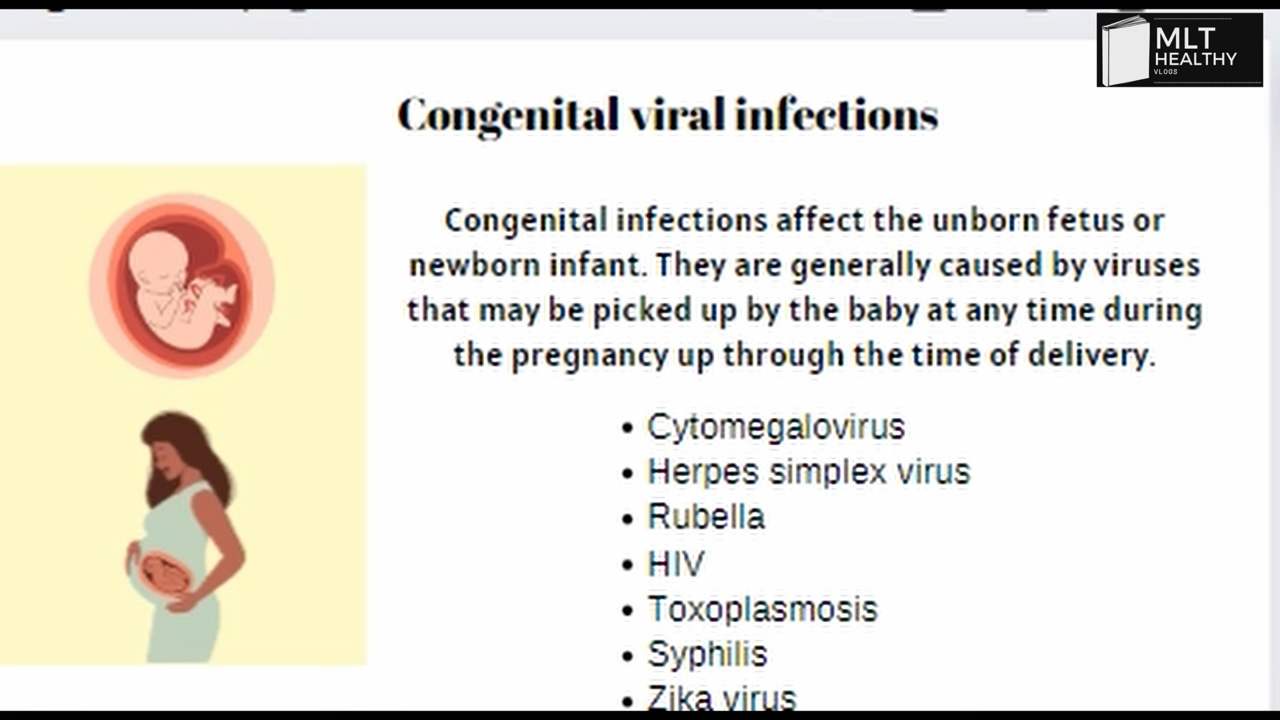 MLT
HEALTHY
VLOGS
Congenital viral infections
Congenital infections affect the unborn fetus or
newborn infant. They are generally caused by viruses
that may be picked up by the baby at any time during
the pregnancy up through the time of delivery.
• Cytomegalovirus
• Herpes simplex virus
• Rubella
• HIV
• Toxoplasmosis
• Syphilis
• Zika virus